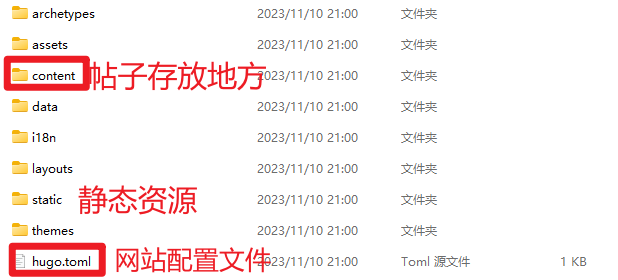 archetypes 2023/11/10 21:00 文件夹
assets 2023/11/10 21:00 文件夹
content 帖子存放地方 2023/11/10 21:00 文件夹
data 2023/11/10 21:00 文件夹
i18n 2023/11/10 21:00 文件夹
layouts 2023/11/10 21:00 文件夹
static 静态资源 2023/11/10 21:00 文件夹
themes 2023/11/10 21:00 文件夹
hugo.toml 网站配置文件 2023/11/10 21:00 Toml 源文件 1 KB